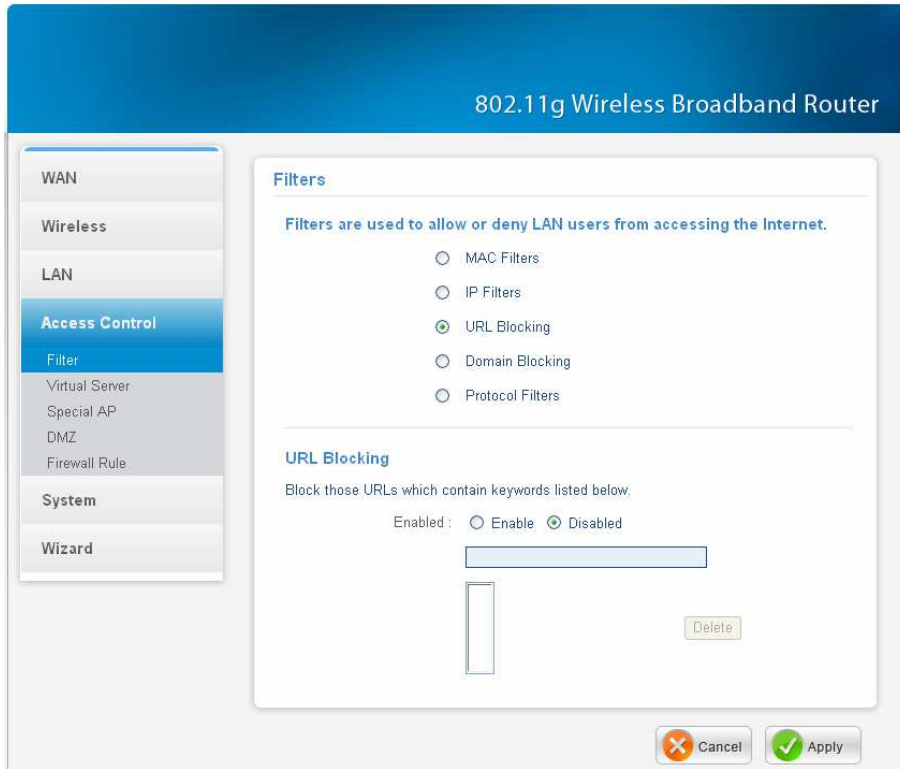 802.11g Wireless Broadband Router
WAN
Wireless
LAN
Access Control
Filter
Virtual Server
Special AP
DMZ
Firewall Rule
System
Wizard
Filters
Filters are used to allow or deny LAN users from accessing the Internet.
MAC Filters
IP Filters
URL Blocking
Domain Blocking
Protocol Filters
URL Blocking
Block those URLs which contain keywords listed below.
Enabled : Enable Disabled
Delete
Cancel Apply